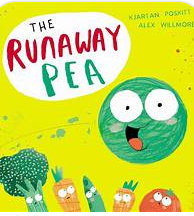 THE
RUNAWAY
PEA
KJARTAN POSKITT
ALEX WILLMORE